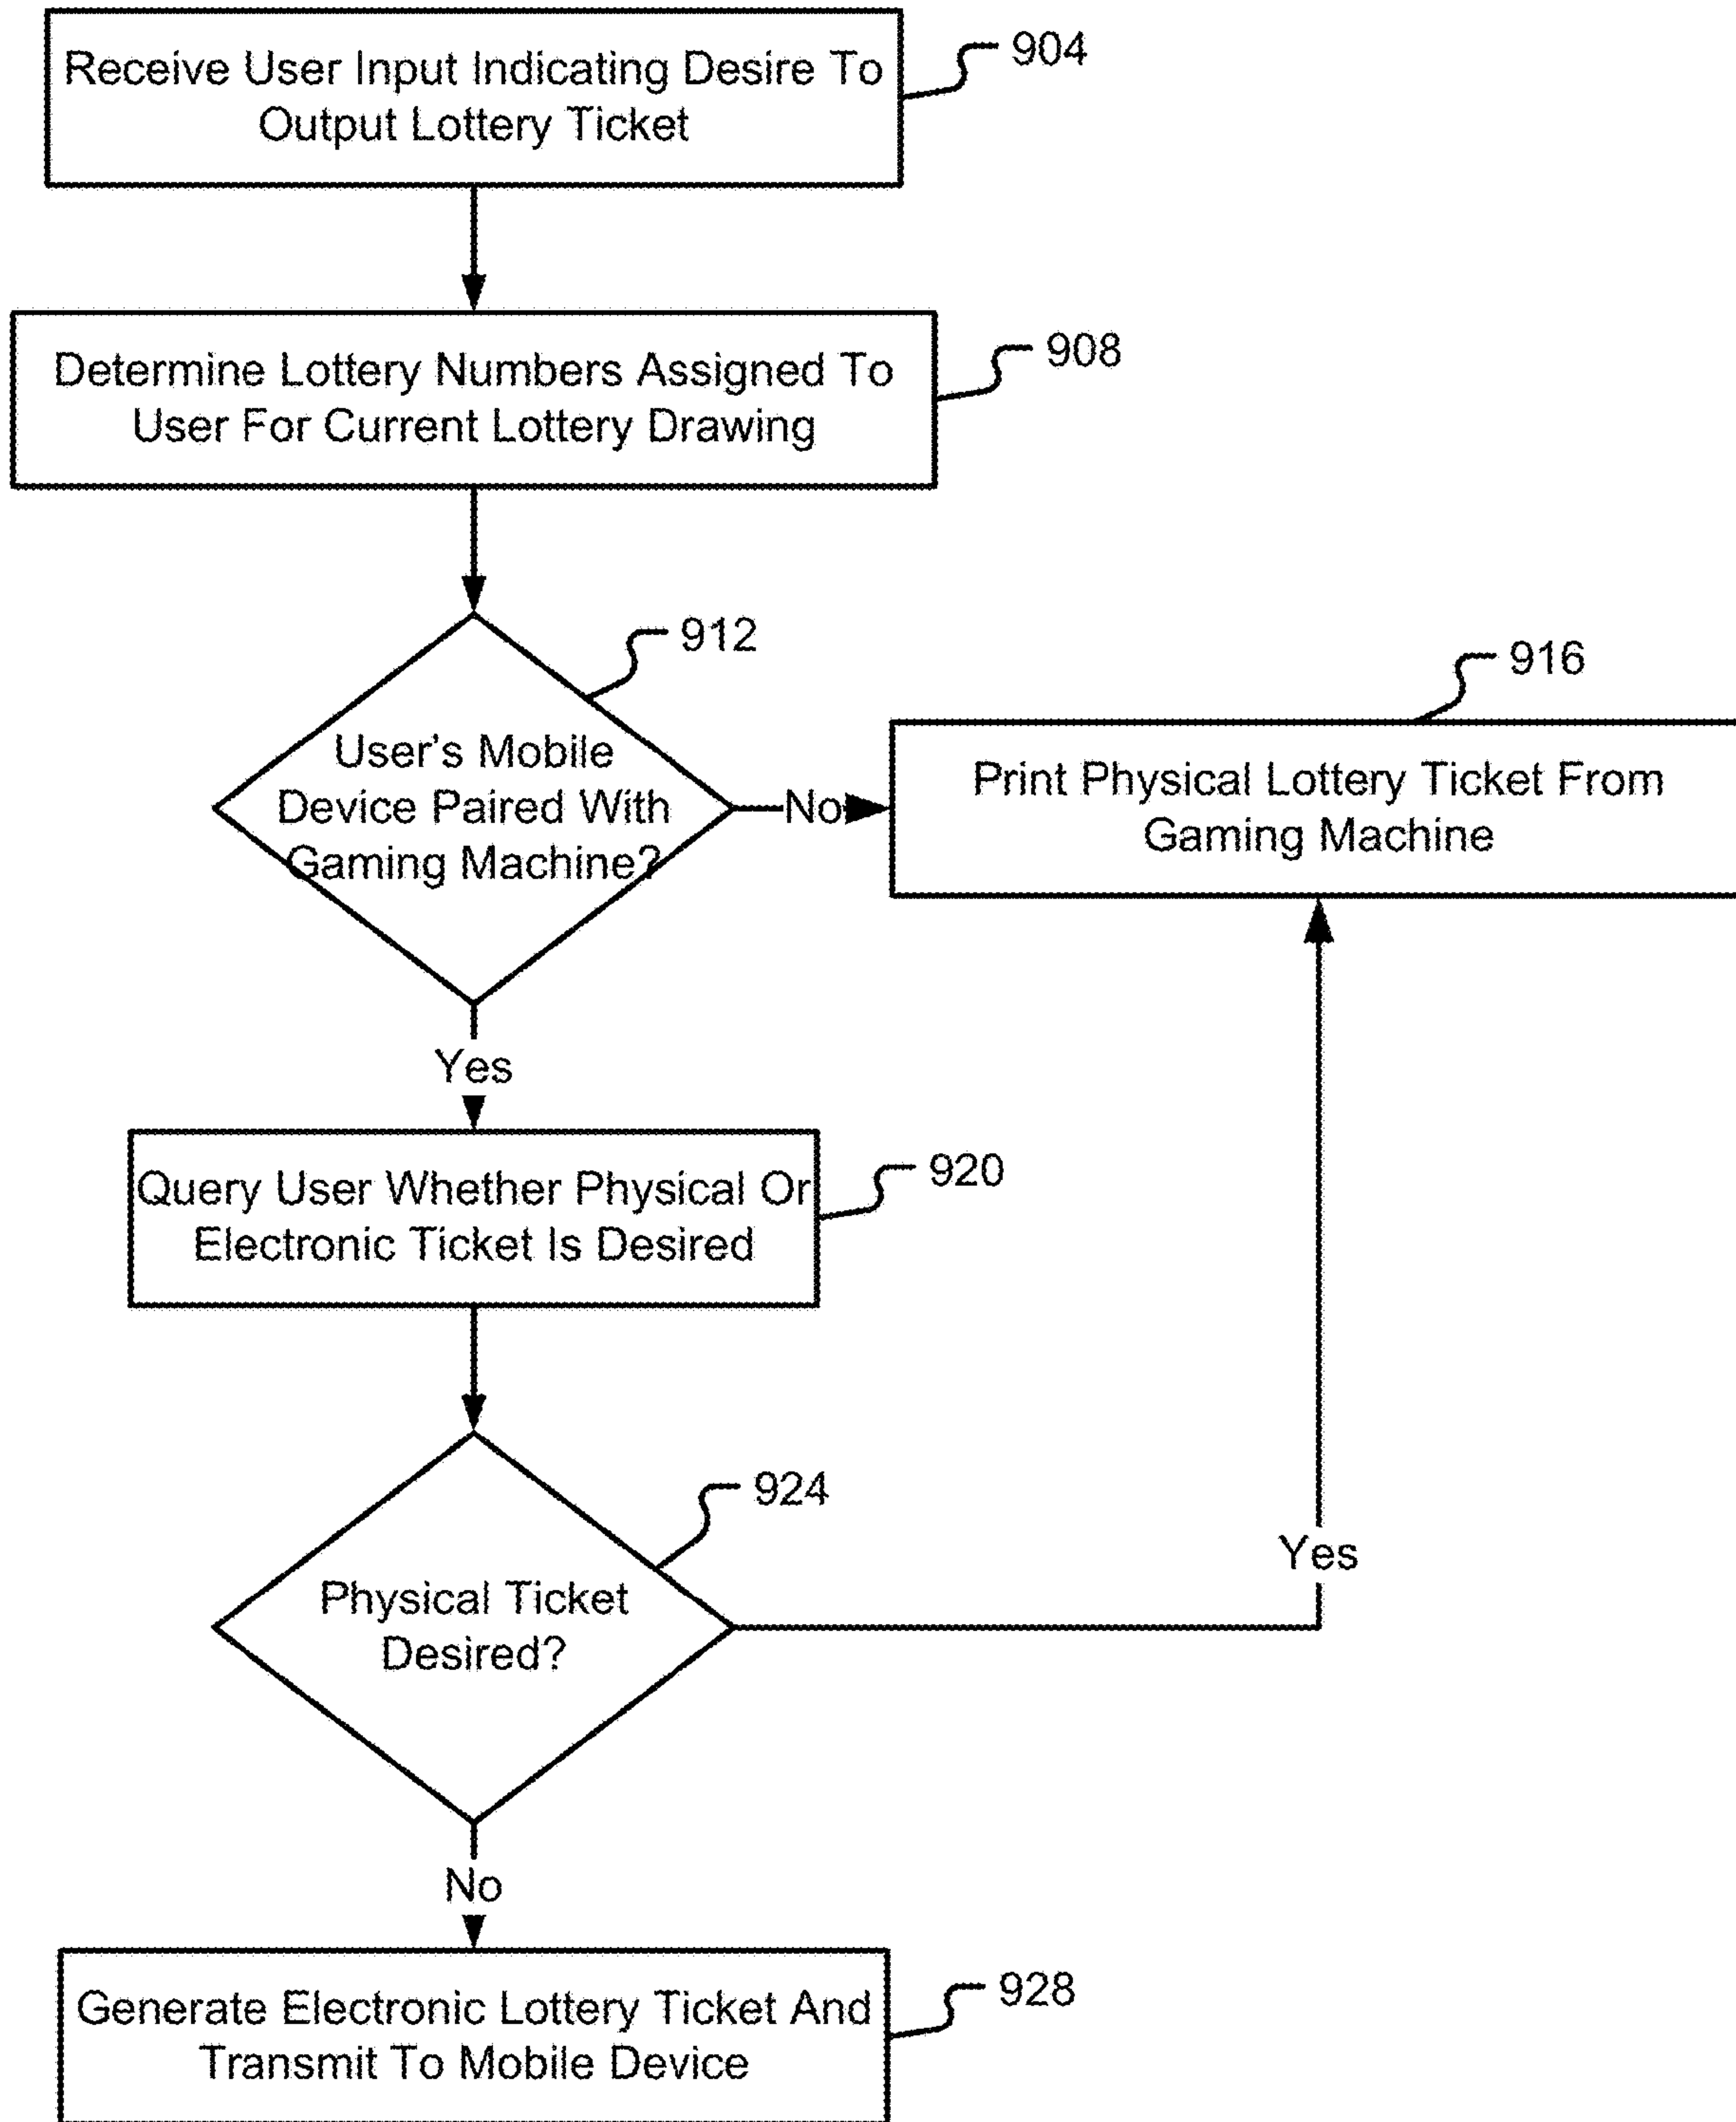 Receive User Input Indicating Desire To
Output Lottery Ticket
904
Determine Lottery Numbers Assigned To
User For Current Lottery Drawing
908
912
User's Mobile
Device Paired With
Gaming Machine?
No
916
Print Physical Lottery Ticket From
Gaming Machine
Yes
Query User Whether Physical Or
Electronic Ticket Is Desired
920
924
Physical Ticket
Desired?
Yes
No
Generate Electronic Lottery Ticket And
Transmit To Mobile Device
928